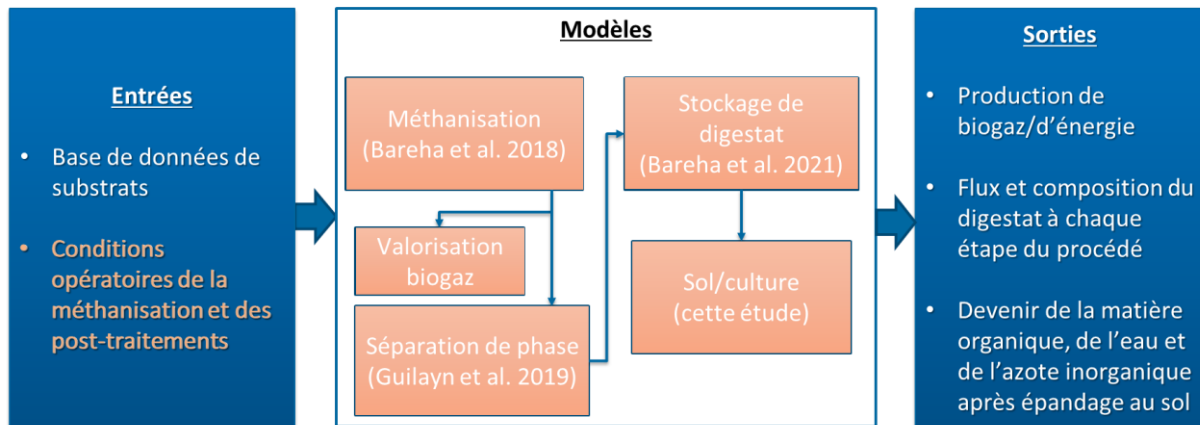 Entrées
• Base de données de
substrats
• Conditions
opératoires de la
méthanisation et des
post-traitements
Modèles
Méthanisation
(Bareha et al. 2018)
Valorisation
biogaz
Séparation de phase
(Guilayn et al. 2019)
Stockage de
digestat
(Bareha et al. 2021)
Sol/culture
(cette étude)
Sorties
• Production de
biogaz/d’énergie
• Flux et composition du
digestat à chaque
étape du procédé
• Devenir de la matière
organique, de l’eau et
de l’azote inorganique
après épandage au sol